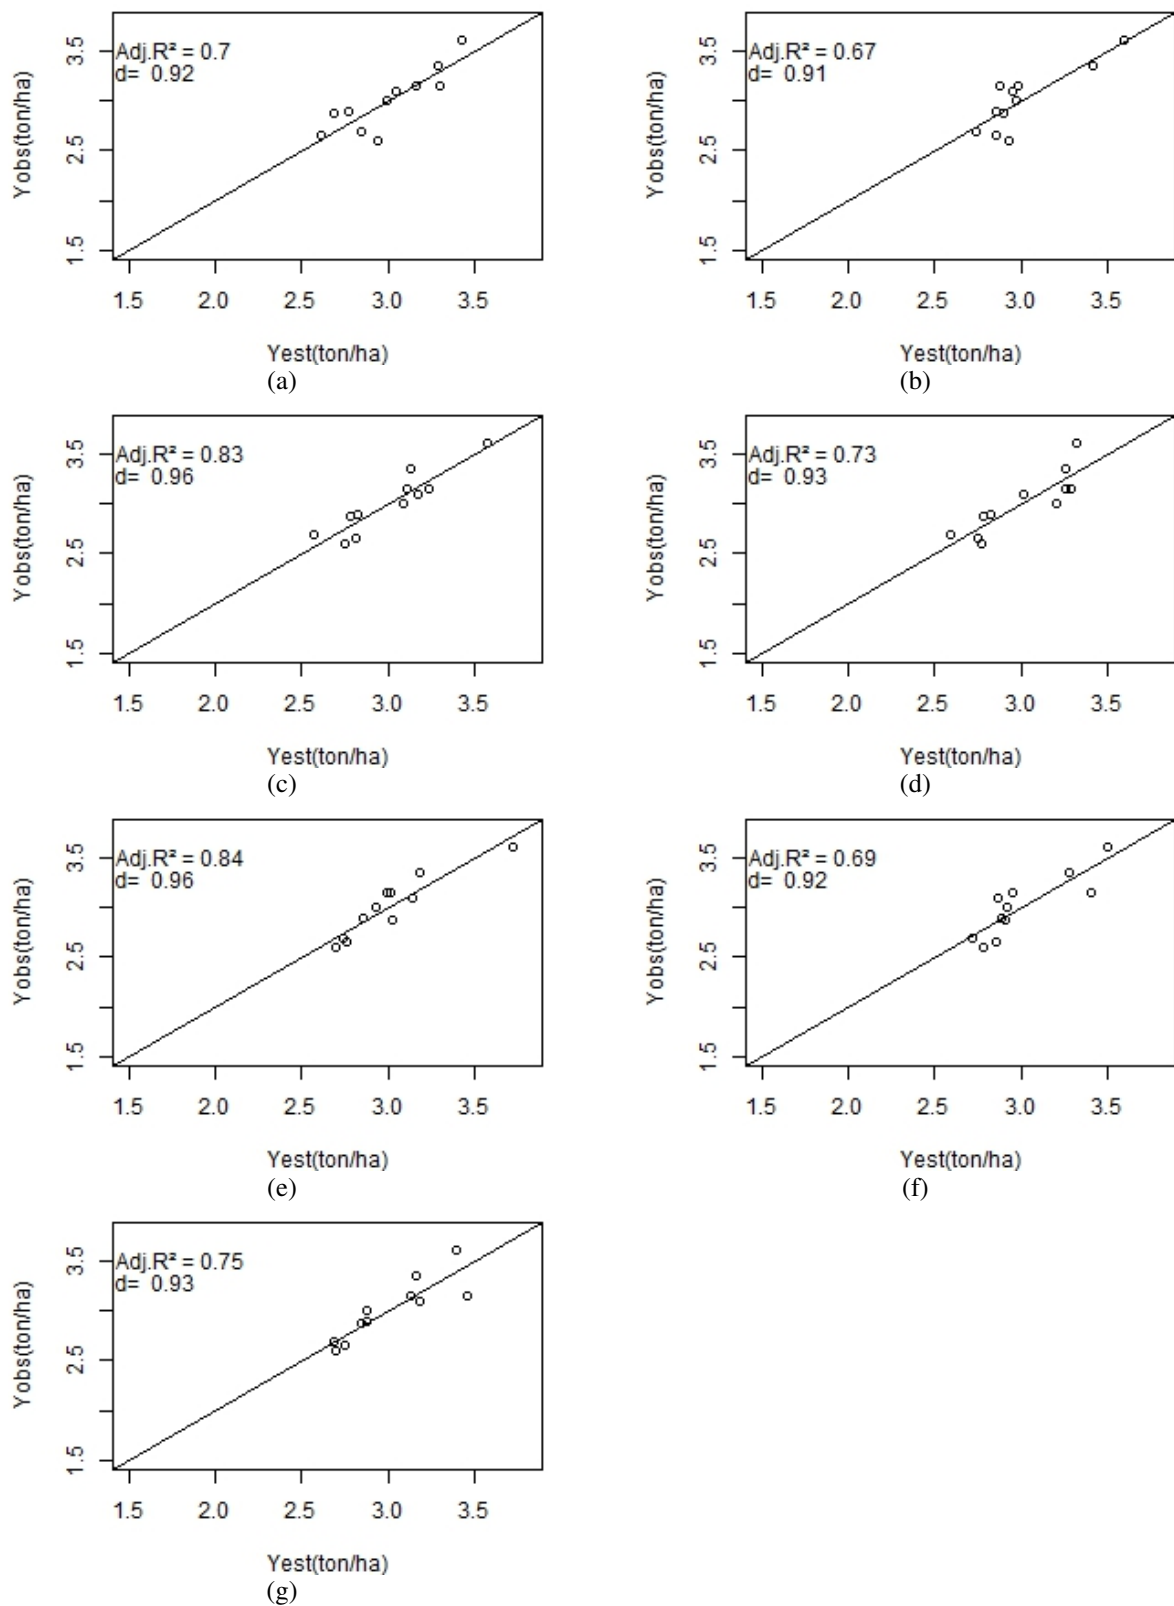 Adj.R² = 0.7
d= 0.92
1.5 2.5 3.5
Yobs(ton/ha)
1.5 2.0 2.5 3.0 3.5
Yest(ton/ha)
(a)
Adj.R² = 0.67
d= 0.91
1.5 2.5 3.5
Yobs(ton/ha)
1.5 2.0 2.5 3.0 3.5
Yest(ton/ha)
(b)
Adj.R² = 0.83
d= 0.96
1.5 2.5 3.5
Yobs(ton/ha)
1.5 2.0 2.5 3.0 3.5
Yest(ton/ha)
(c)
Adj.R² = 0.73
d= 0.93
1.5 2.5 3.5
Yobs(ton/ha)
1.5 2.0 2.5 3.0 3.5
Yest(ton/ha)
(d)
Adj.R² = 0.84
d= 0.96
1.5 2.5 3.5
Yobs(ton/ha)
1.5 2.0 2.5 3.0 3.5
Yest(ton/ha)
(e)
Adj.R² = 0.69
d= 0.92
1.5 2.5 3.5
Yobs(ton/ha)
1.5 2.0 2.5 3.0 3.5
Yest(ton/ha)
(f)
Adj.R² = 0.75
d= 0.93
1.5 2.5 3.5
Yobs(ton/ha)
1.5 2.0 2.5 3.0 3.5
Yest(ton/ha)
(g)